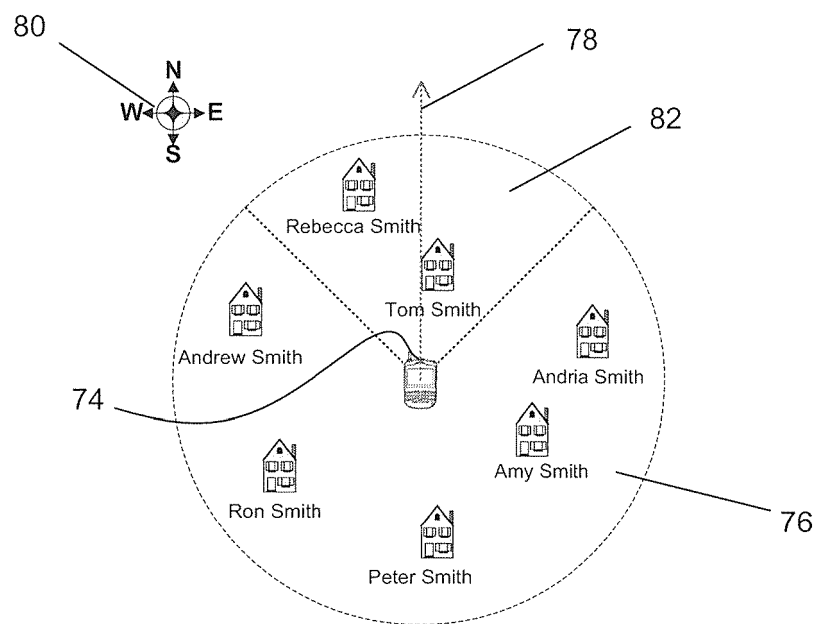 80
78
N
W E
S
82
Rebecca Smith
Tom Smith
Andrew Smith
Andria Smith
74
Amy Smith
Ron Smith
76
Peter Smith